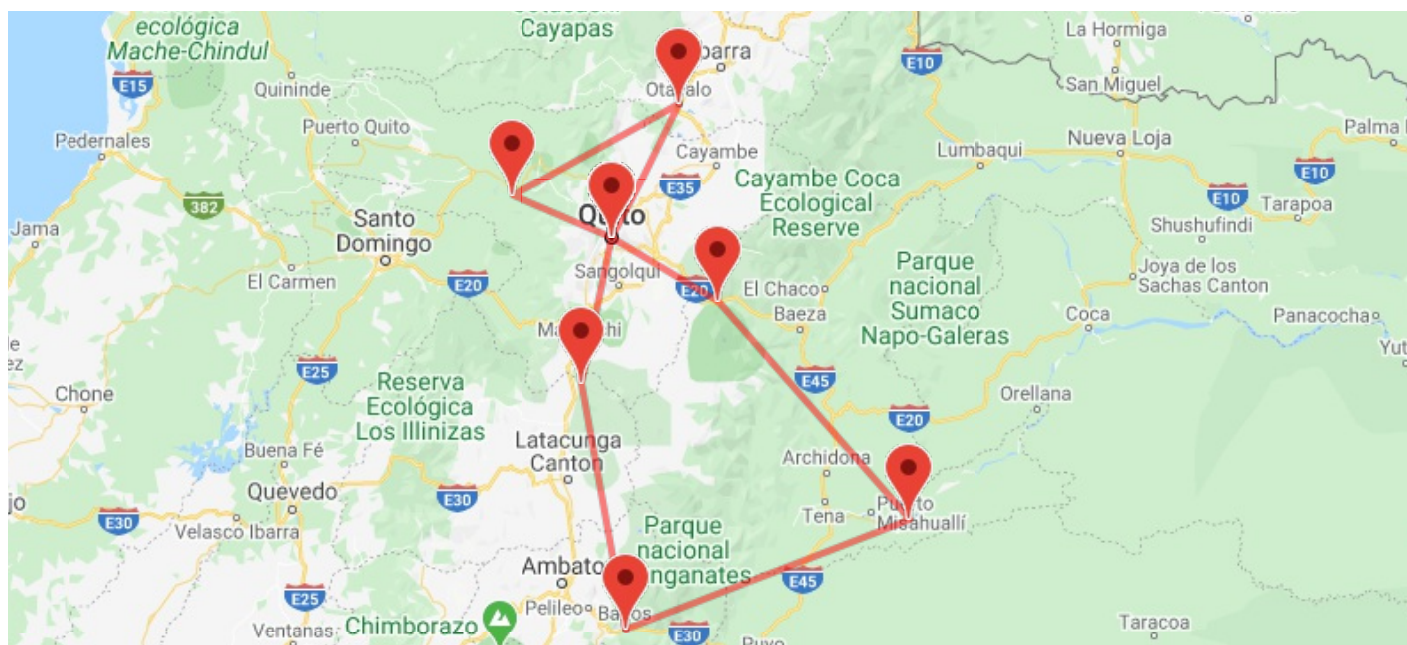 ecológica
Mache-Chindul
Cayapas
La Hormiga
San Miguel
E10
E15
Quininde
Pedernales
Puerto Quito
Cayambe
Nueva Loja
Lumbaqui
E10
E35
Cayambe Coca
Ecological
Reserve
E10
Tarapoa
382
Santo
Domingo
Jama
Shushufindi
El Carmen
Sangolqui
E20
E20
El Chaco
Parque
nacional
Sumaco
Napo-Galeras
Joya de los
Sachas Canton
Baeza
Coca
Panacocha
E25
E45
Reserva
Ecológica
Los Illinizas
Chone
E20
Orellana
Latacunga
Canton
Buena Fé
Archidona
Quevedo
E30
E30
Velasco Ibarra
Tena
Misahuallí
Parque
nacional
Ambato
E45
E25
Pelileo
Chimborazo
Ventanas
E30
Taracoa